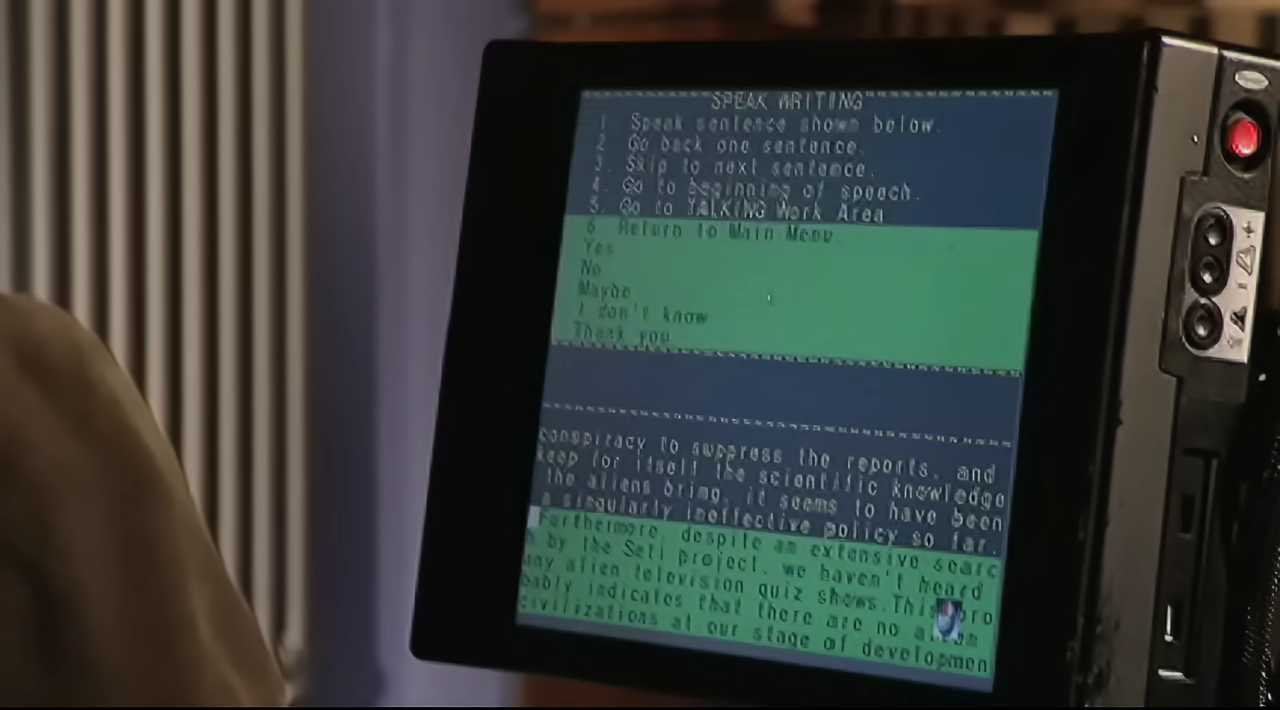 SPEAK WRITING
1. Speak sentence shown below.
2. Go back one sentence.
3. Skip to next sentence.
4. Go to beginning of speech.
5. Go to TALKING Work Area
6. Return to Main Menu.
Yes
No
Maybe
I don't know
Thank you
conspiracy to suppress the reports, and
keep for itself the scientific knowledge
the aliens bring, it seems to have been
a singularly ineffective policy so far.
Furthermore, despite an extensive searc
h by the Seti project, we haven't heard
any alien television quiz shows.This pro
bably indicates that there are no alien
civilizations at our stage of developmen